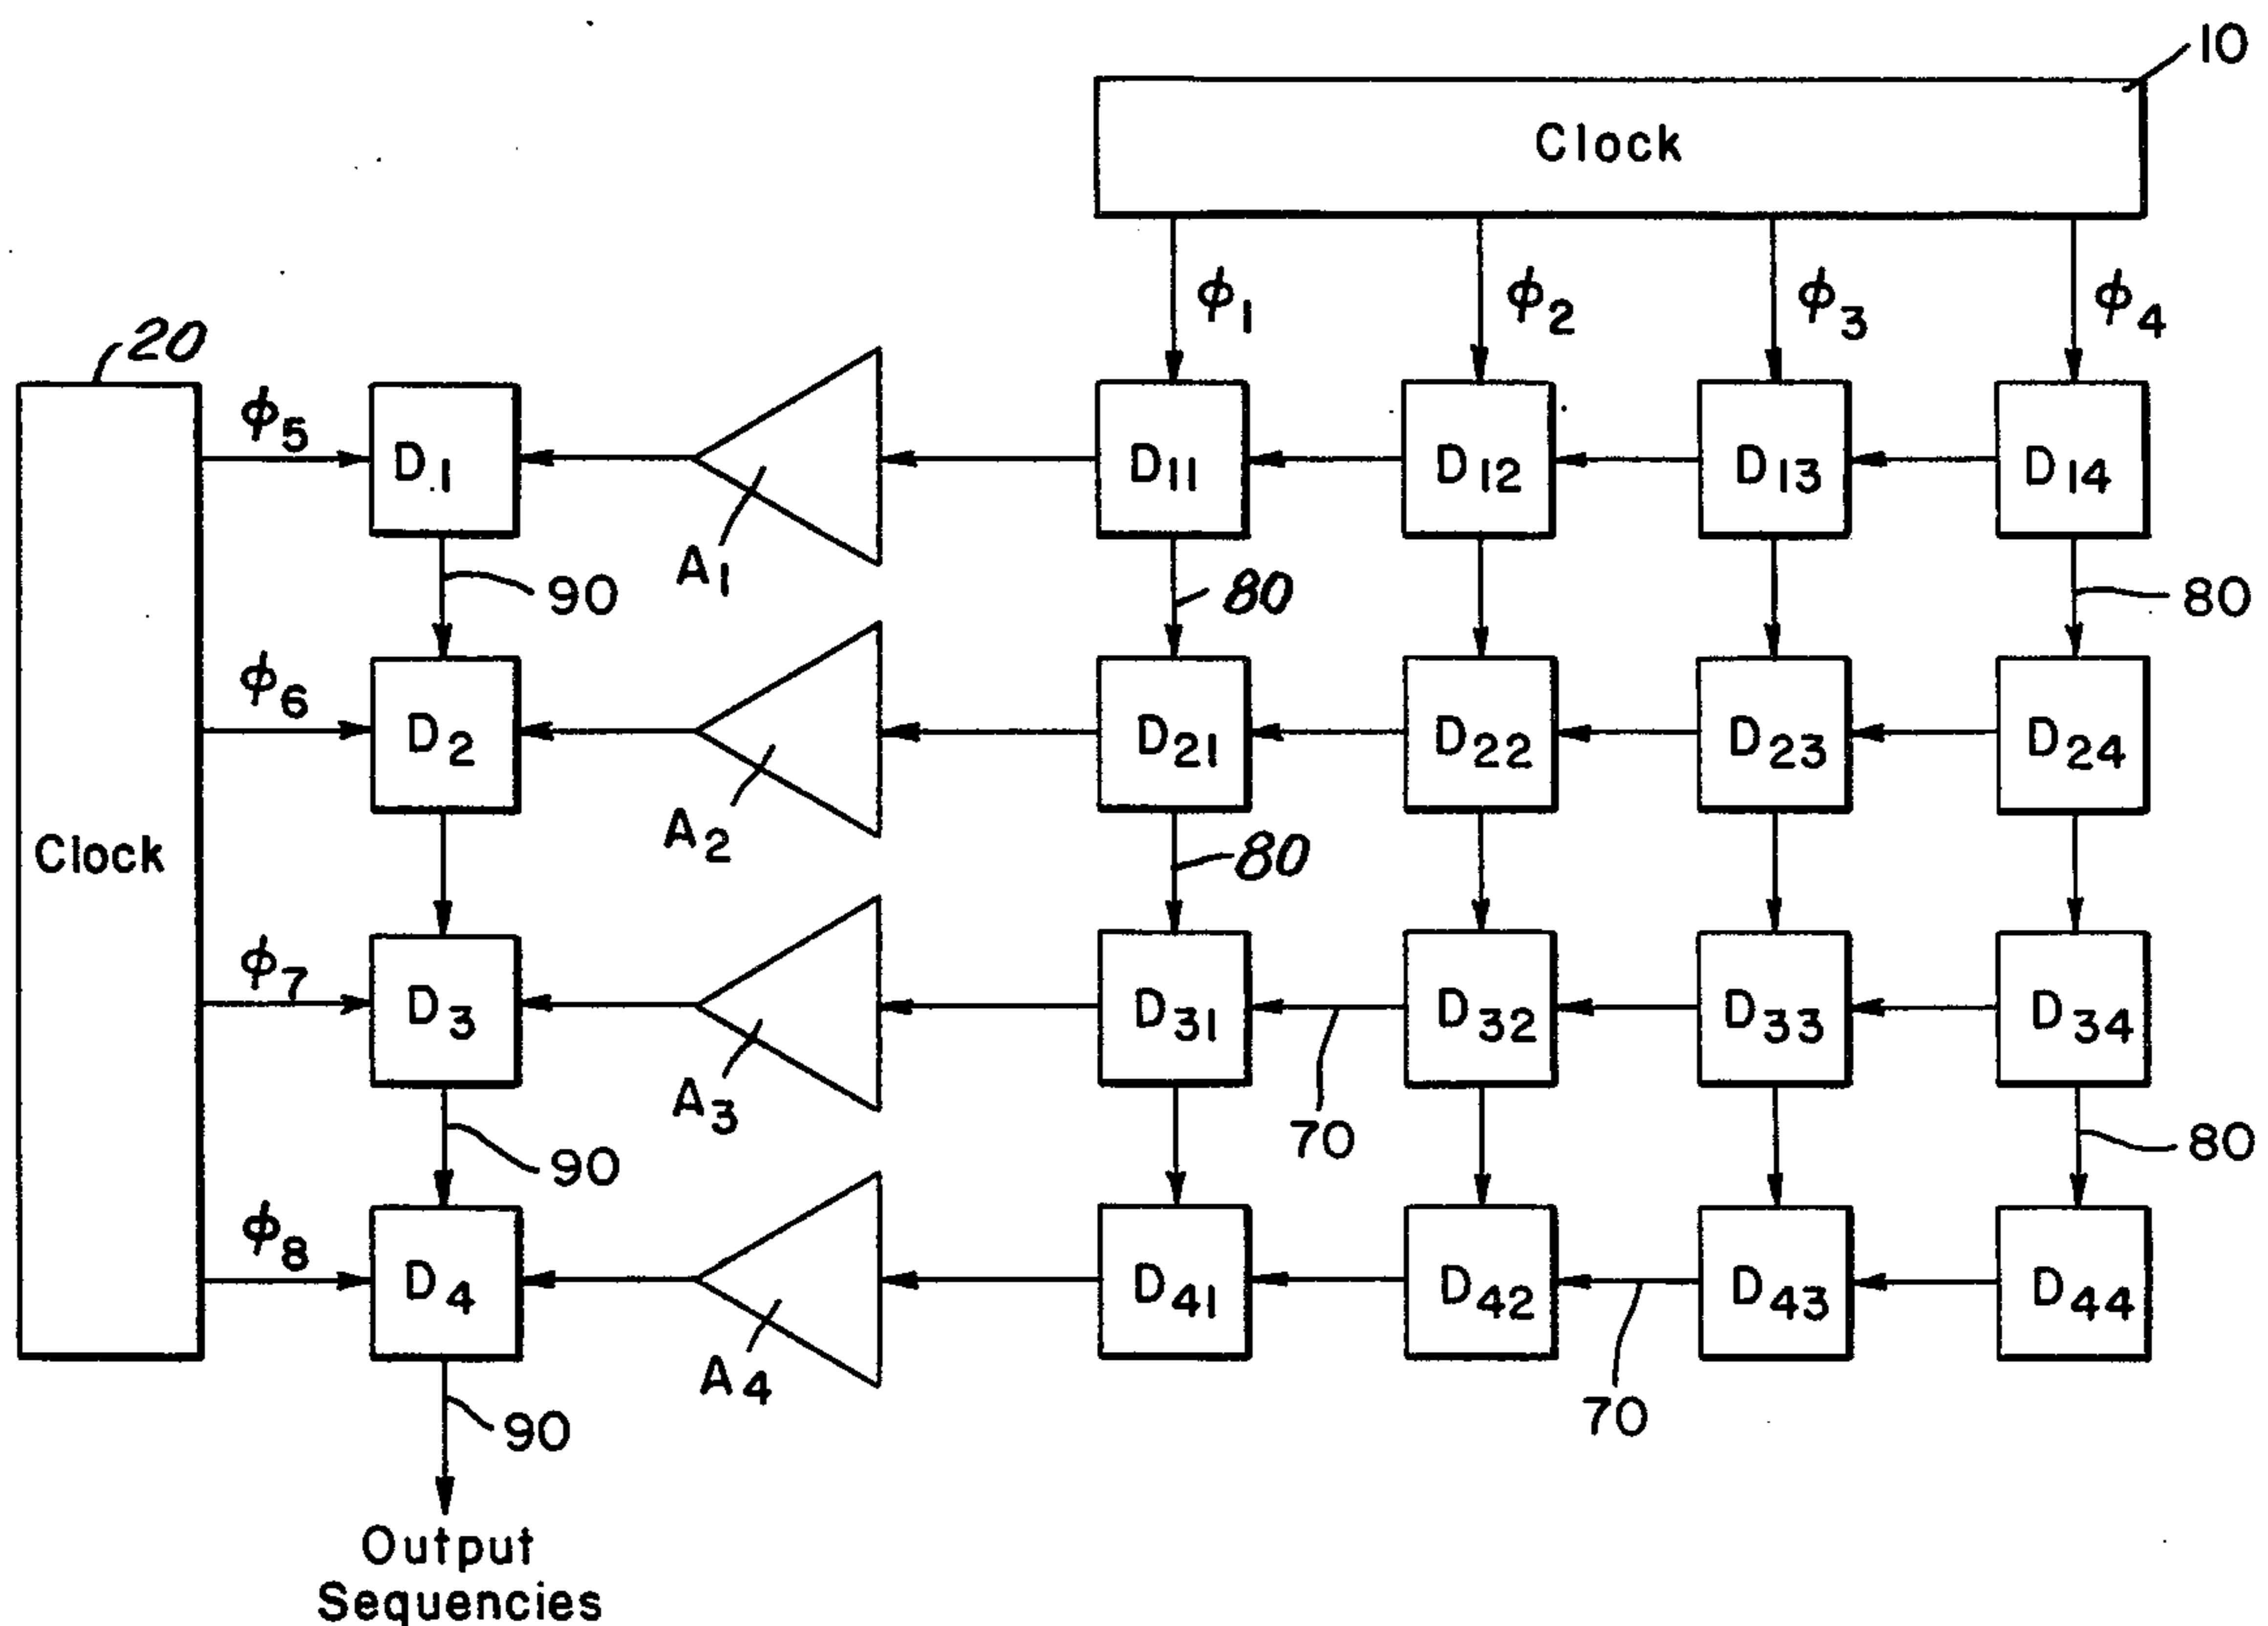 10
Clock
ϕ1 ϕ2 ϕ3 ϕ4
20
ϕ5 D1 D11 D12 D13 D14
A1
90 80 80
ϕ6 D2 D21 D22 D23 D24
A2
Clock 80
ϕ7 D3 D31 D32 D33 D34
A3 70
90 80
ϕ8 D4 D41 D42 D43 D44
A4
90 70
Output
Sequencies